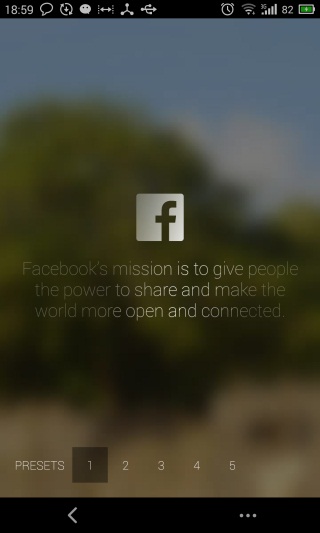 18:59
3G
82
f
Facebook's mission is to give people
the power to share and make the
world more open and connected.
PRESETS 1 2 3 4 5